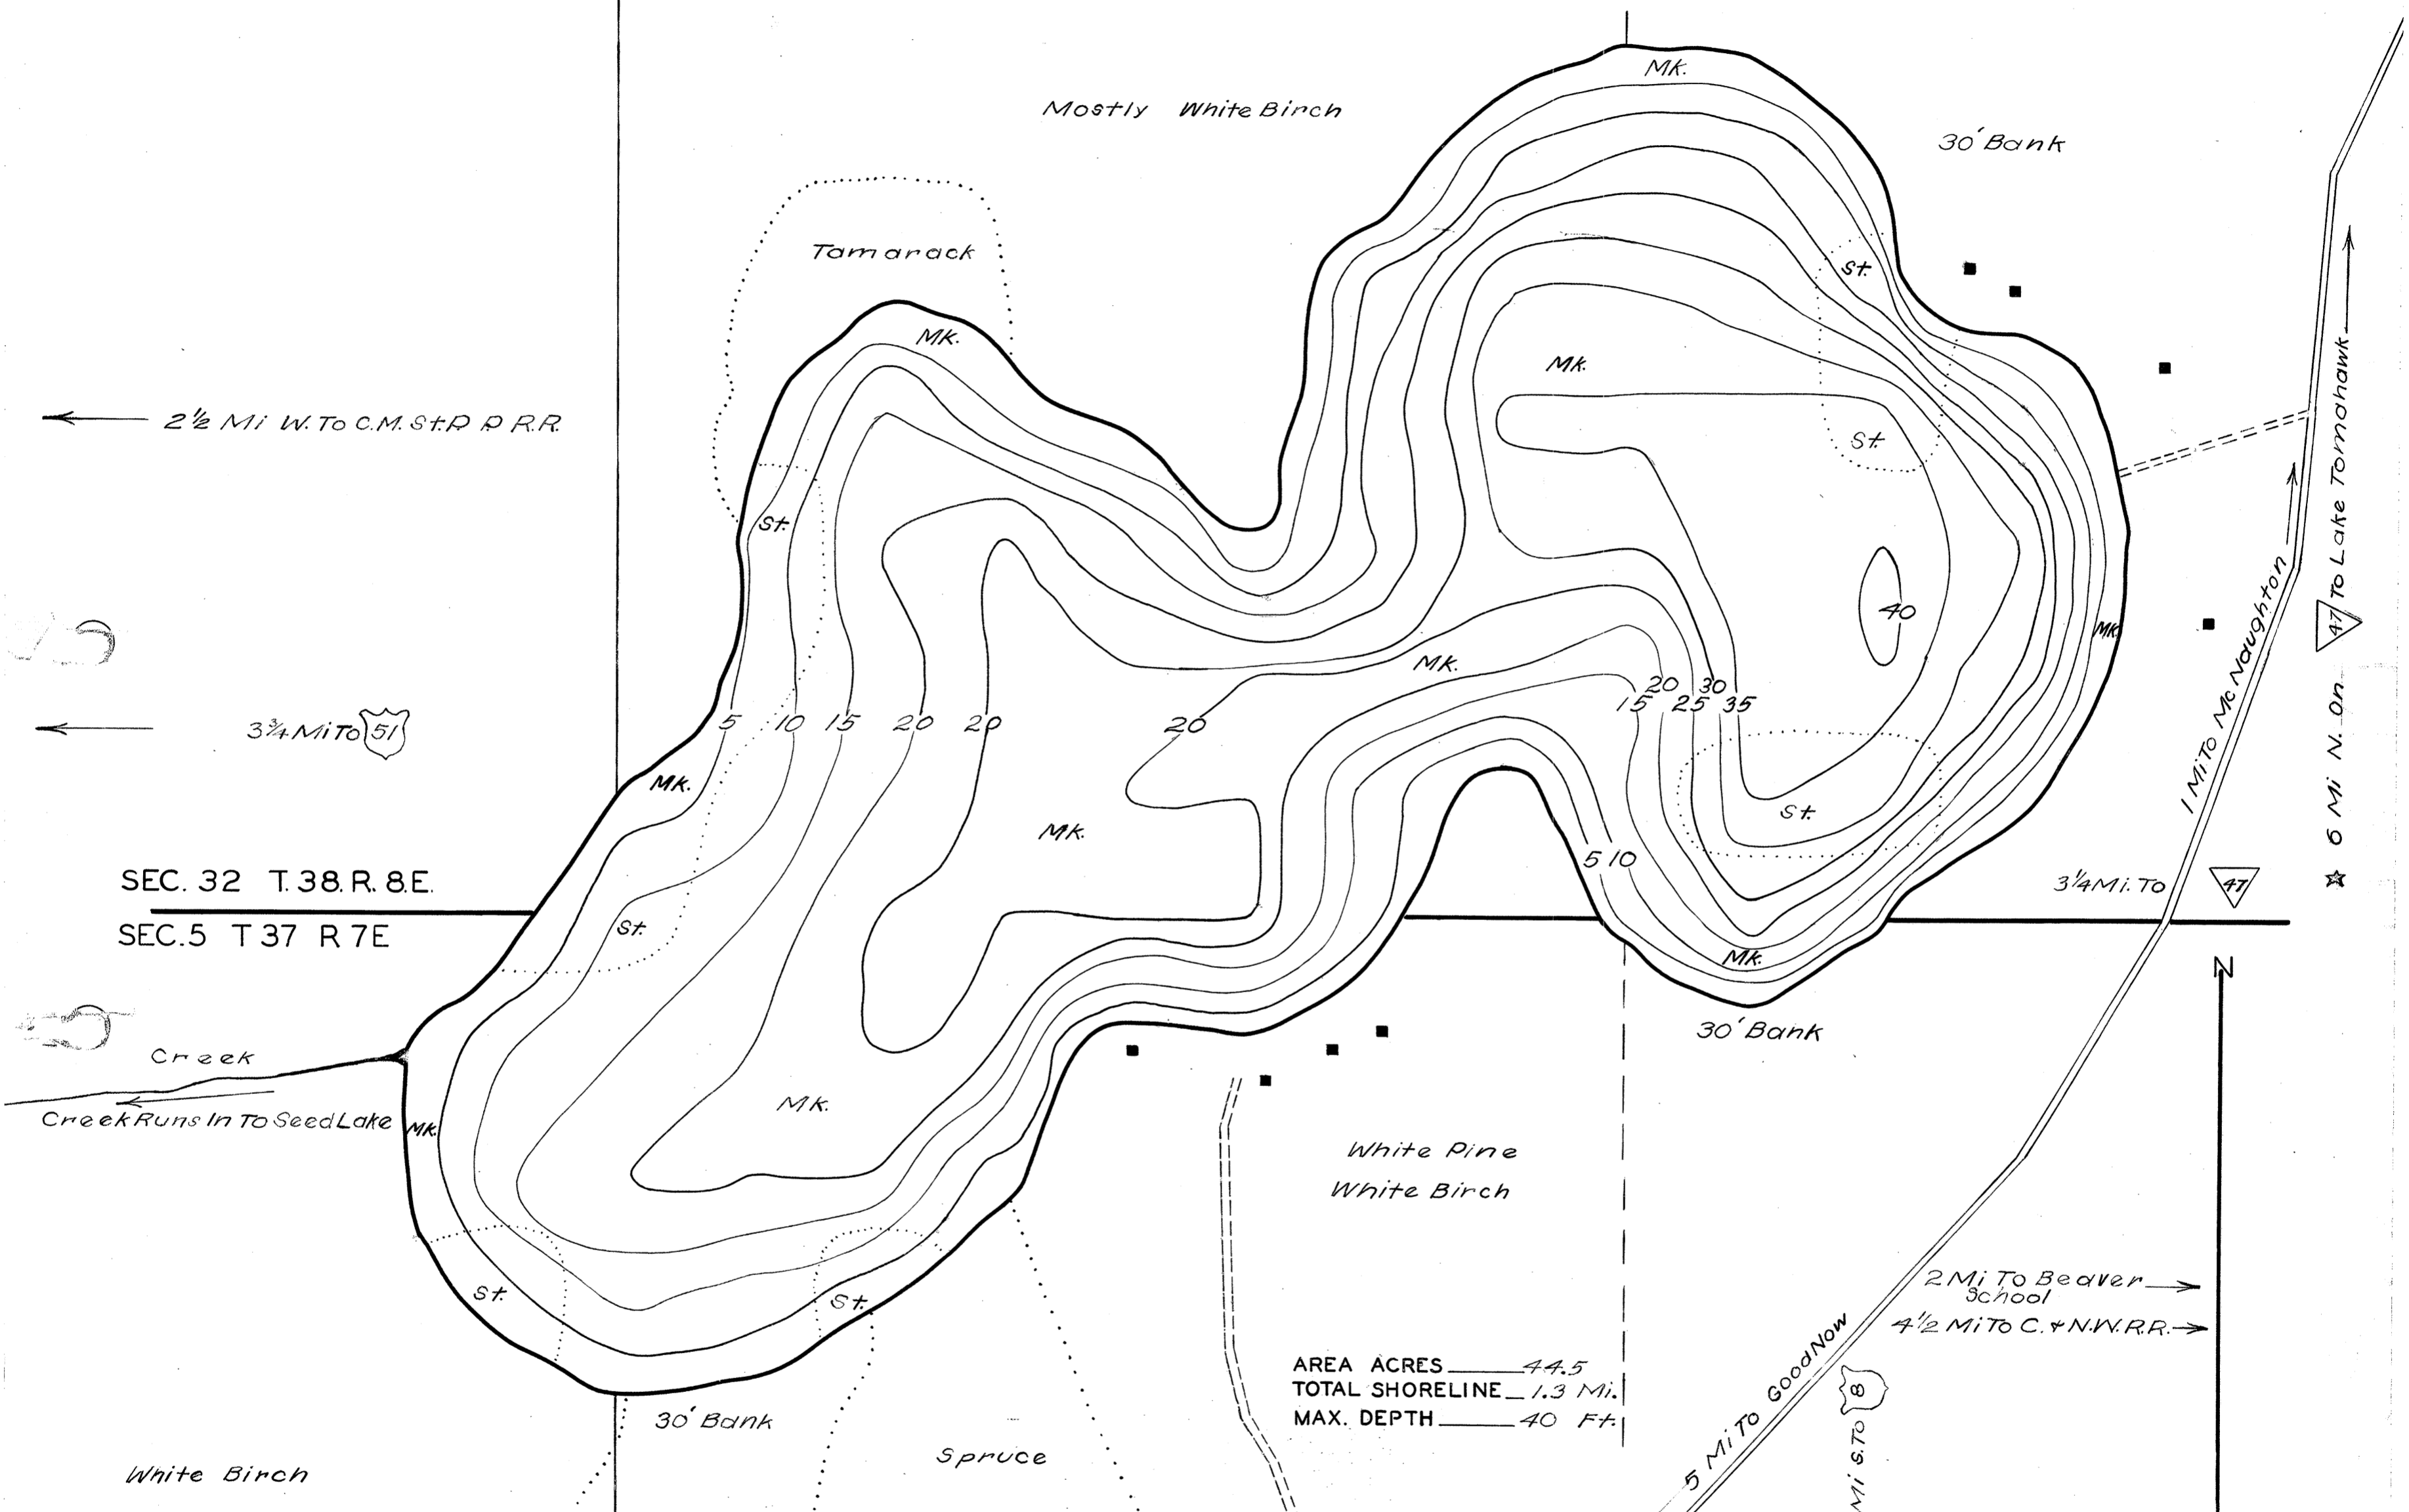 Mk.
Mostly White Birch
30' Bank
Tamarack
St.
Mk.
Mk.
2½ Mi W. To C.M. St.P P R.R.
St.
St.
40
Mk.
Mk.
3¾ Mi To 51
5 10 15 20 20 20
15 20 25 30 35
Mk.
Mk.
St.
5 10
SEC. 32 T. 38. R. 8. E.
SEC. 5 T 37 R 7E
St.
Mk.
3¼ Mi. To 47
1 Mi To McNaughton
6 Mi N. on 47 To Lake Tomahawk
N
30' Bank
Creek
Creek Runs In To Seed Lake
Mk.
Mk.
White Pine
White Birch
St.
St.
2 Mi To Beaver
School
4½ Mi To C. & N.W. R.R.
AREA ACRES 44.5
TOTAL SHORELINE 1.3 Mi.
MAX. DEPTH 40 Ft.
5 Mi To GoodNow
Mi S. To 8
30' Bank
Spruce
White Birch